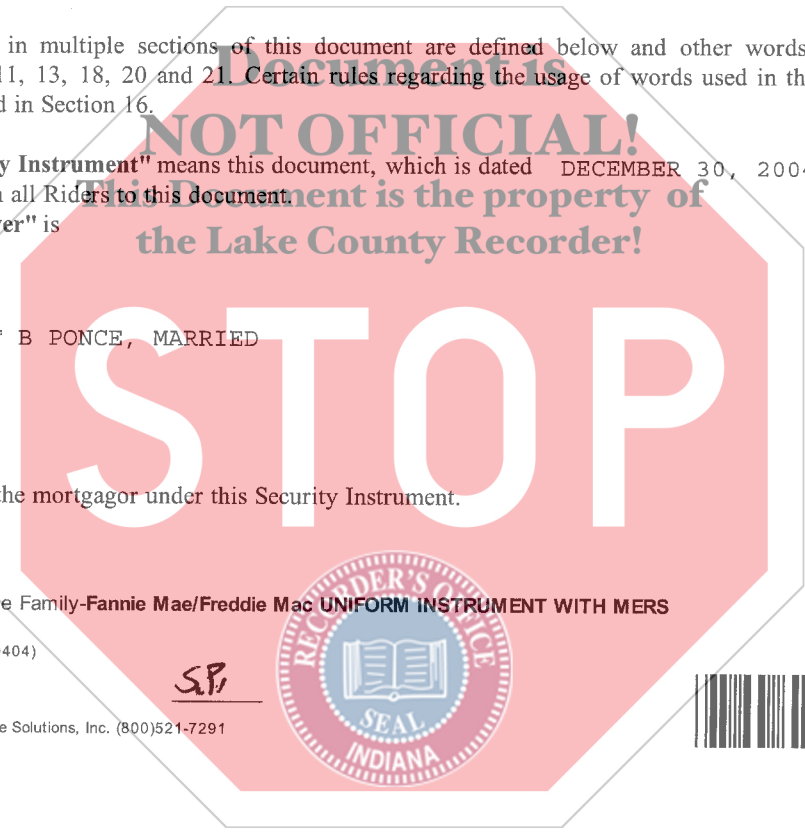 in multiple sections of this document are defined below and other words
11, 13, 18, 20 and 21. Certain rules regarding the usage of words used in th
d in Section 16.
Document is
NOT OFFICIAL!
This Document is the property of
the Lake County Recorder!
y Instrument" means this document, which is dated DECEMBER 30, 2004
all Riders to this document.
er" is
B PONCE, MARRIED
STOP
the mortgagor under this Security Instrument.
e Family-Fannie Mae/Freddie Mac UNIFORM INSTRUMENT WITH MERS
404)
S.P.
e Solutions, Inc. (800)521-7291
RECORDER'S OFFICE
SEAL
INDIANA